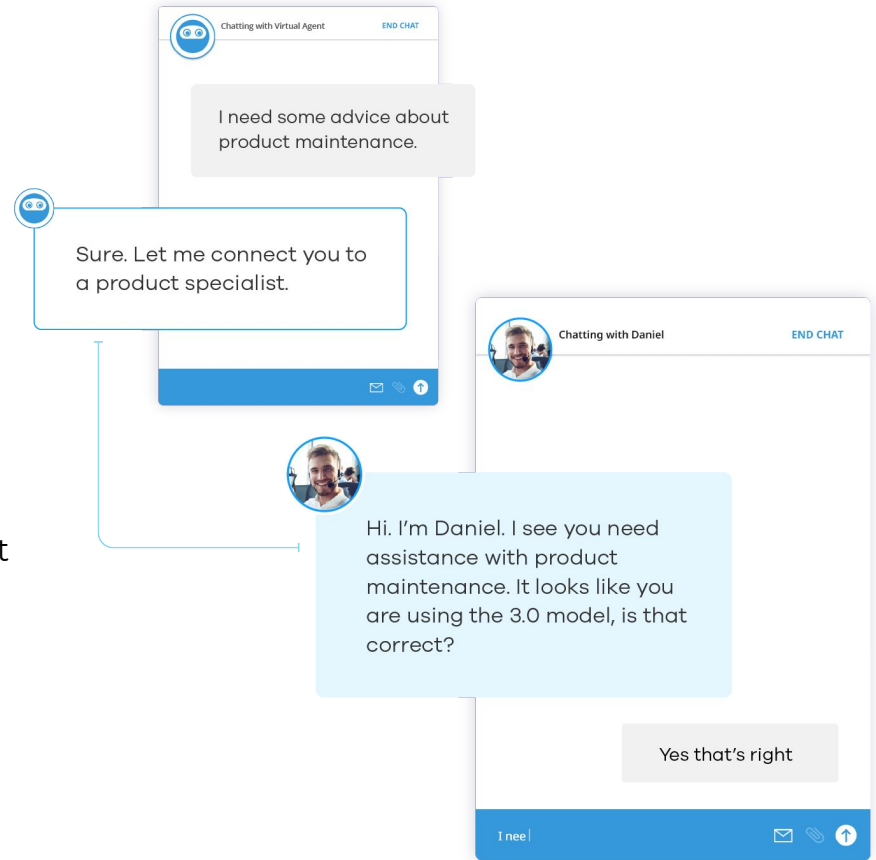 Chatting with Virtual Agent
END CHAT
I need some advice about
product maintenance.
Sure. Let me connect you to
a product specialist.
Chatting with Daniel
END CHAT
t
Hi. I'm Daniel. I see you need
assistance with product
maintenance. It looks like you
are using the 3.0 model, is that
correct?
Yes that's right
I nee